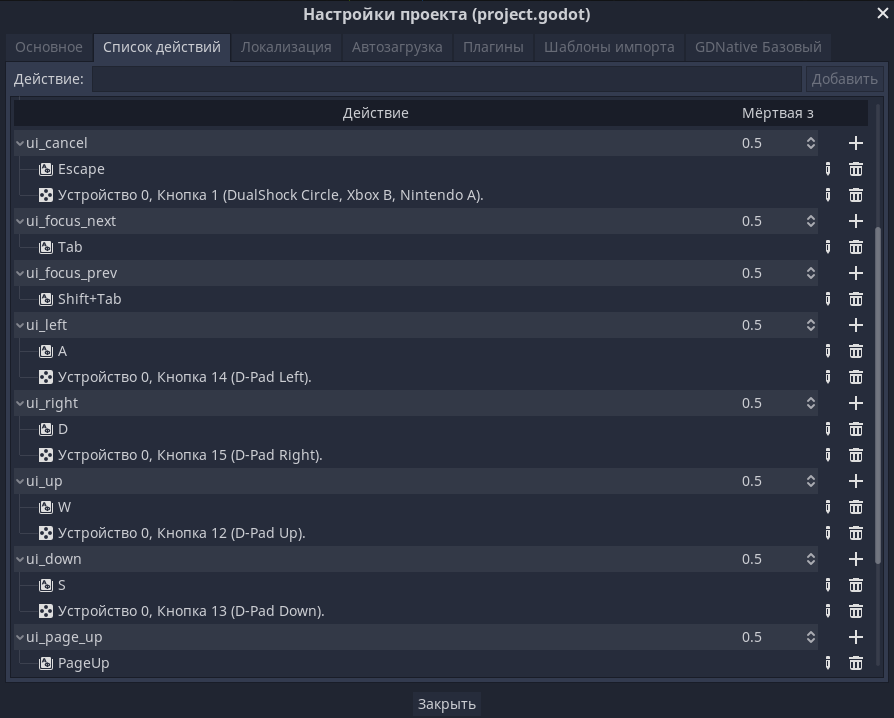 Настройки проекта (project.godot)
Основное Список действий Локализация Автозагрузка Плагины Шаблоны импорта GDNative Базовый
Действие: Добавить
Действие Мёртвая з
ui_cancel 0.5
Escape
Устройство 0, Кнопка 1 (DualShock Circle, Xbox B, Nintendo A).
ui_focus_next 0.5
Tab
ui_focus_prev 0.5
Shift+Tab
ui_left 0.5
A
Устройство 0, Кнопка 14 (D-Pad Left).
ui_right 0.5
D
Устройство 0, Кнопка 15 (D-Pad Right).
ui_up 0.5
W
Устройство 0, Кнопка 12 (D-Pad Up).
ui_down 0.5
S
Устройство 0, Кнопка 13 (D-Pad Down).
ui_page_up 0.5
PageUp
Закрыть